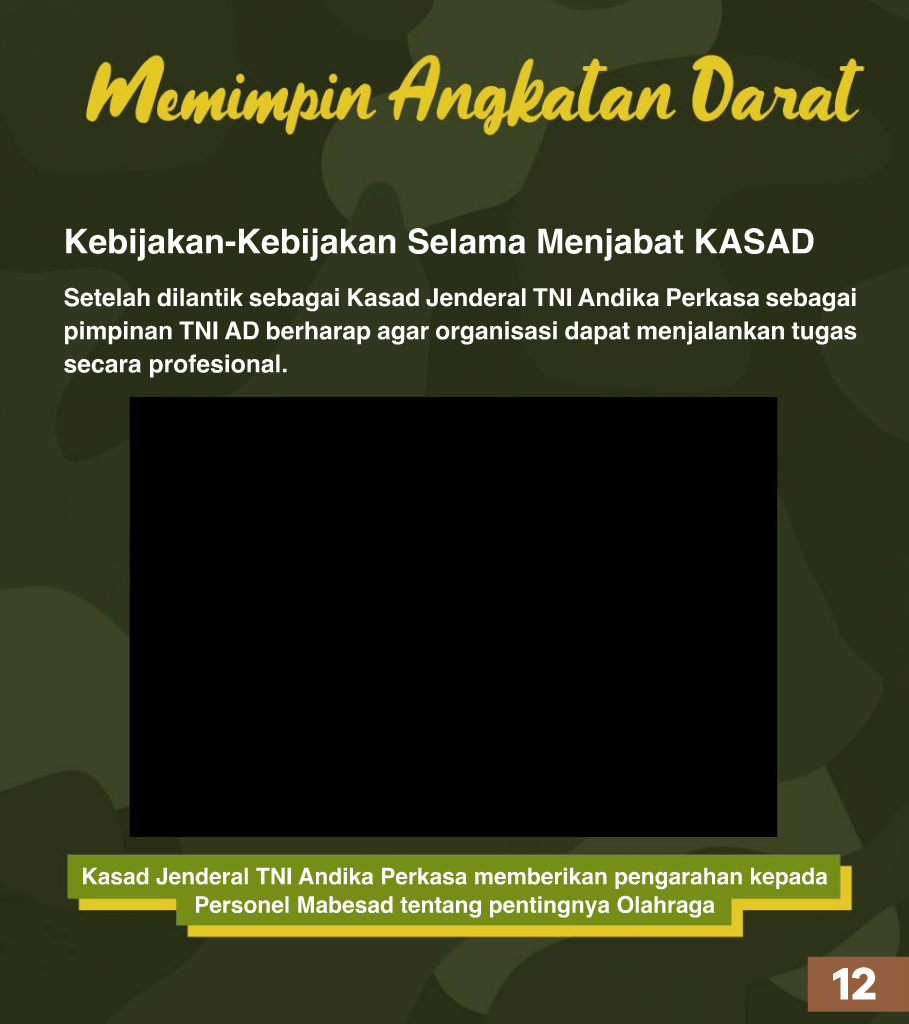 Memimpin Angkatan Darat
Kebijakan-Kebijakan Selama Menjabat KASAD
Setelah dilantik sebagai Kasad Jenderal TNI Andika Perkasa sebagai
pimpinan TNI AD berharap agar organisasi dapat menjalankan tugas
secara profesional.
Kasad Jenderal TNI Andika Perkasa memberikan pengarahan kepada
Personel Mabesad tentang pentingnya Olahraga
12